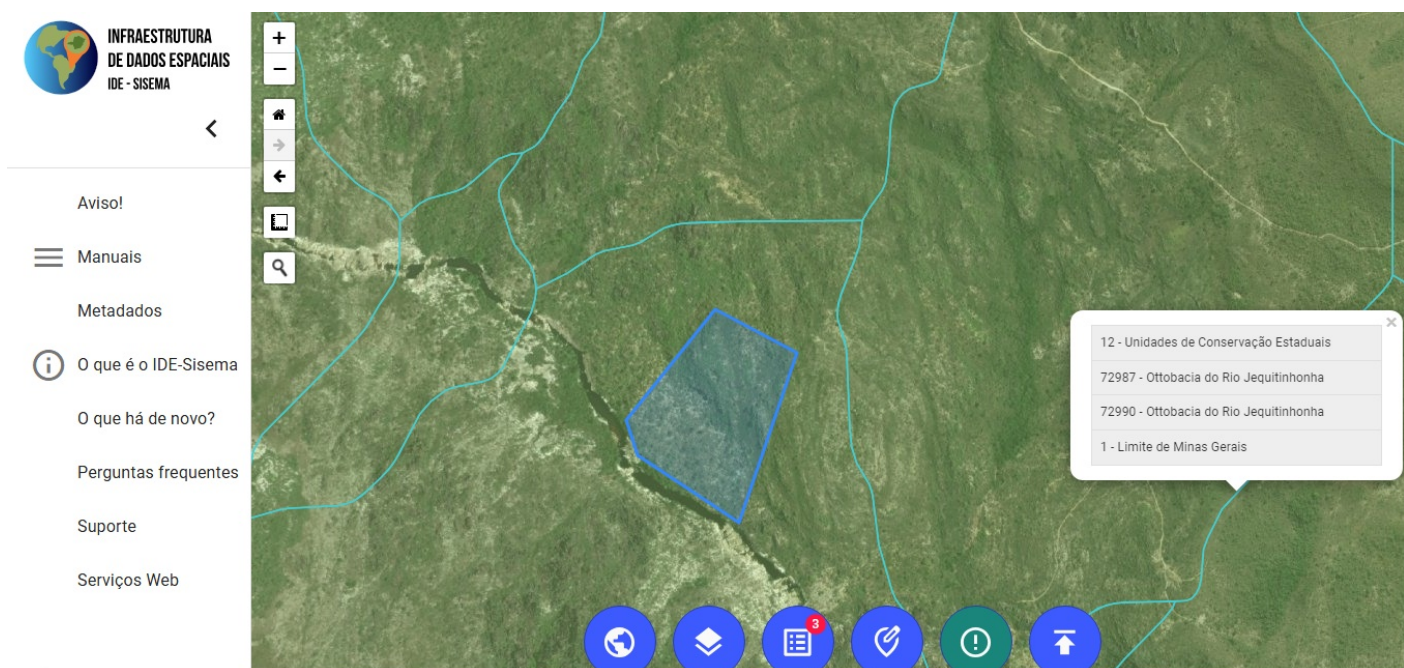 INFRAESTRUTURA
DE DADOS ESPACIAIS
IDE - SISEMA
Aviso!
Manuais
Metadados
O que é o IDE-Sisema
O que há de novo?
Perguntas frequentes
Suporte
Serviços Web
+
−
12 - Unidades de Conservação Estaduais
72987 - Ottobacia do Rio Jequitinhonha
72990 - Ottobacia do Rio Jequitinhonha
1 - Limite de Minas Gerais
3